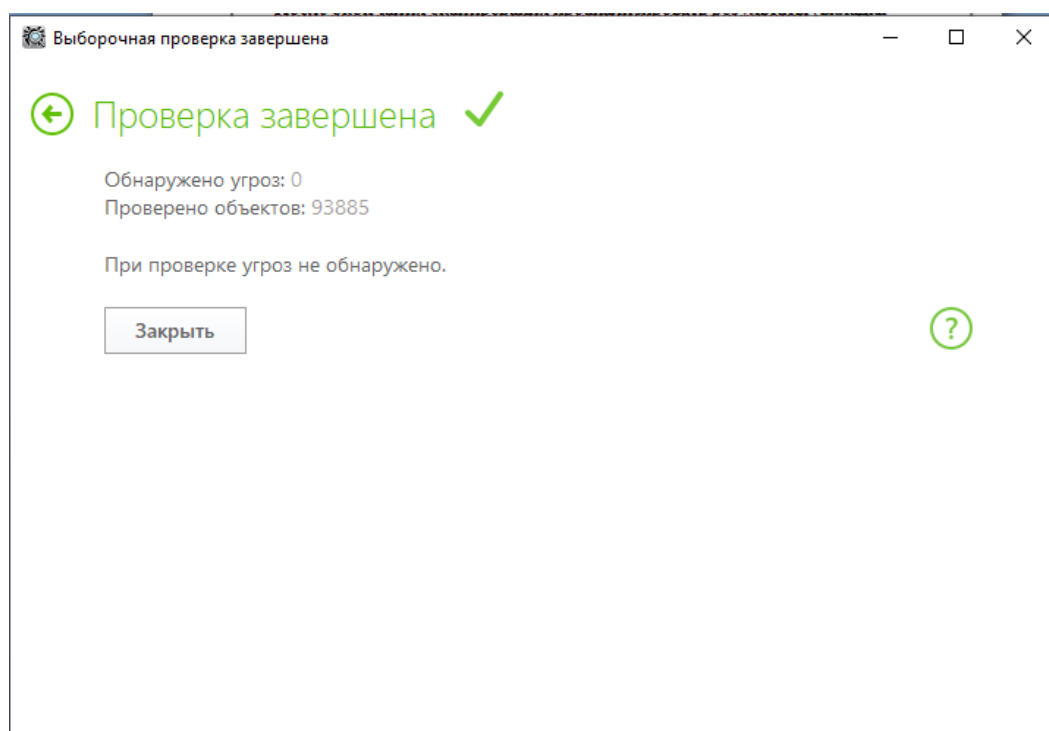 Выборочная проверка завершена
Проверка завершена
Обнаружено угроз: 0
Проверено объектов: 93885
При проверке угроз не обнаружено.
Закрыть
?